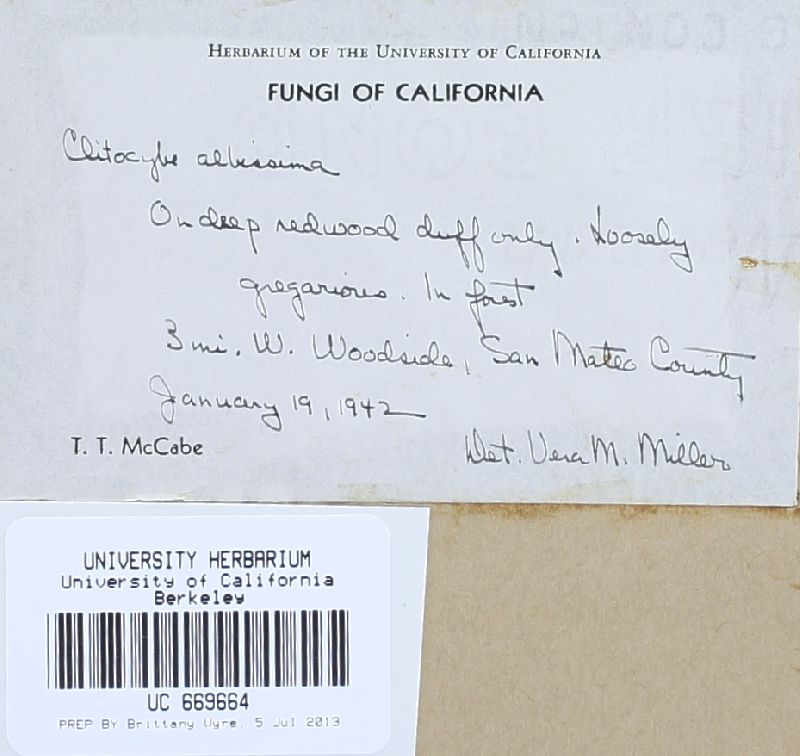 HERBARIUM OF THE UNIVERSITY OF CALIFORNIA
FUNGI OF CALIFORNIA
Clitocybe albissima
On deep redwood duff only. Loosely
gregarious. In forest
3 mi. W. Woodside, San Mateo County
January 19, 1942
T. T. McCabe
Det. Vera M. Miller
UNIVERSITY HERBARIUM
University of California
Berkeley
UC 669664
PREP BY Brittany Uyre, 5 Jul 2013